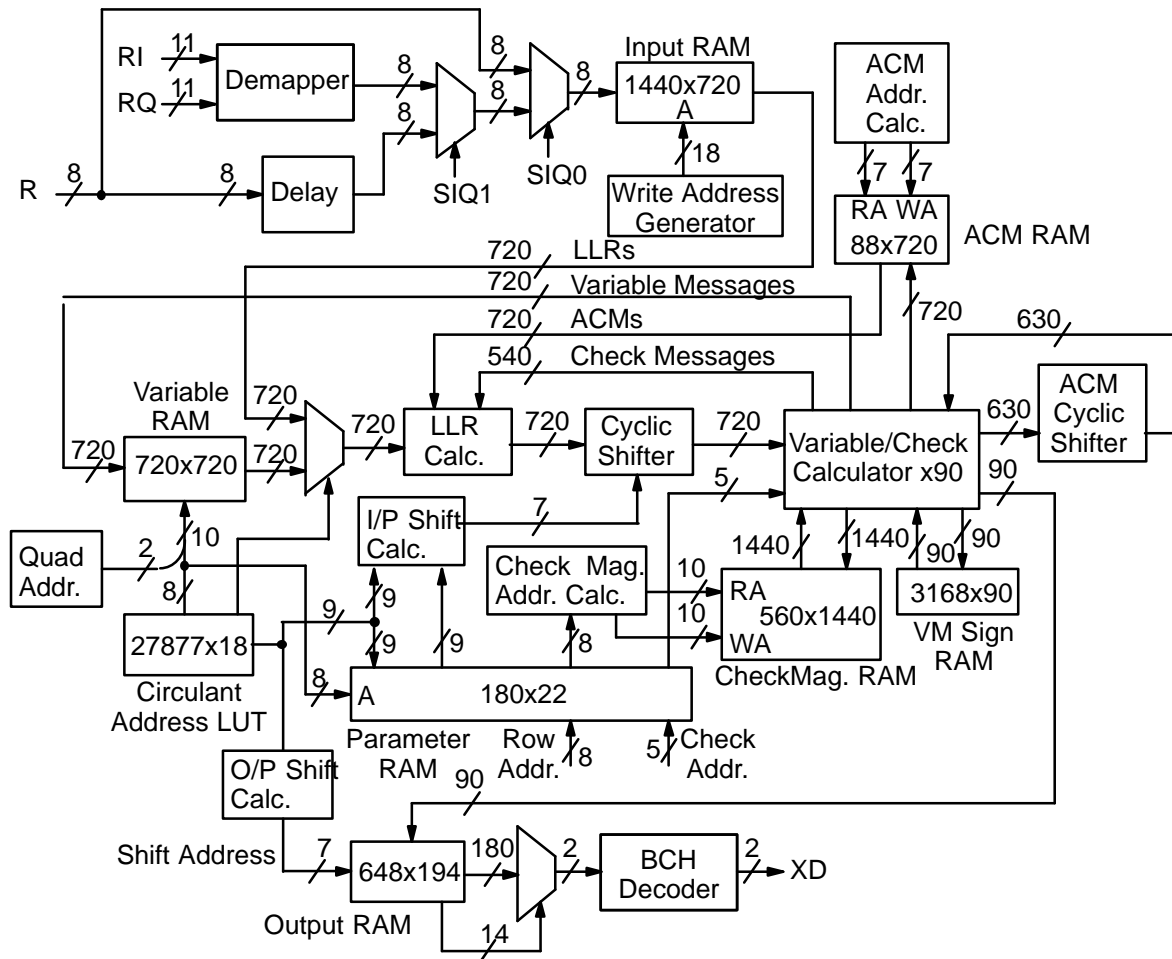 RI
11
RQ
11
Demapper
8
8
8
8
8
SIQ1
SIQ0
Input RAM
1440x720
A
18
Write Address
Generator
ACM
Addr.
Calc.
7
7
RA WA
88x720
ACM RAM
R
8
8
Delay
8
720
LLRs
720
Variable Messages
720
ACMs
540
Check Messages
720
630
Variable
RAM
720
720x720
720
720
720
LLR
Calc.
720
Cyclic
Shifter
720
Variable/Check
Calculator x90
630
ACM
Cyclic
Shifter
90
5
Quad
Addr.
2
10
8
I/P Shift
Calc.
7
Check Mag.
Addr. Calc.
10
10
1440
1440
90
90
RA
560x1440
WA
CheckMag. RAM
3168x90
VM Sign
RAM
27877x18
Circulant
Address LUT
9
9
9
9
8
8
A
180x22
Parameter
RAM
Row
Addr.
8
5
Check
Addr.
O/P Shift
Calc.
90
Shift Address
7
648x194
Output RAM
180
14
2
BCH
Decoder
2
XD